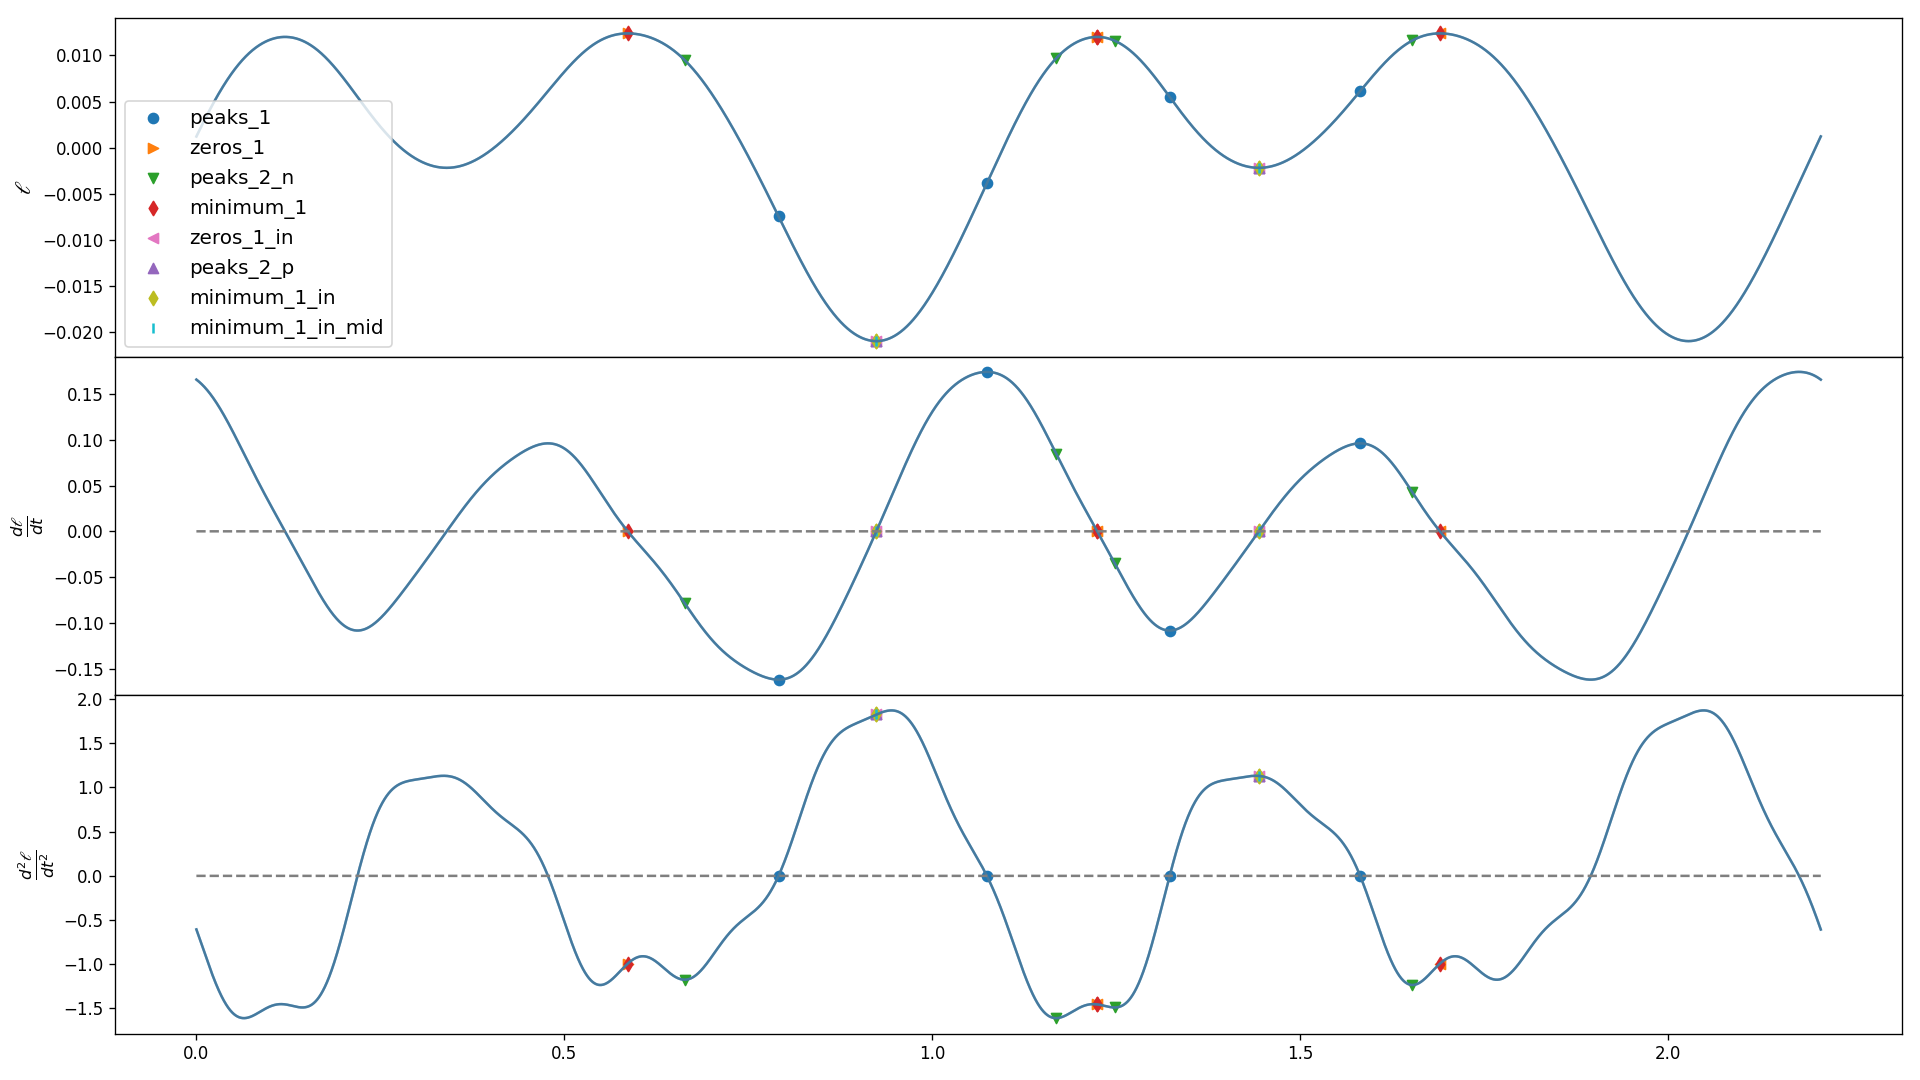 0.010
0.005
0.000
−0.005
−0.010
−0.015
−0.020
ℓ
peaks_1
zeros_1
peaks_2_n
minimum_1
zeros_1_in
peaks_2_p
minimum_1_in
minimum_1_in_mid
0.15
0.10
0.05
0.00
−0.05
−0.10
−0.15
dℓ
dt
2.0
1.5
1.0
0.5
0.0
−0.5
−1.0
−1.5
d²ℓ
dt²
0.0 0.5 1.0 1.5 2.0